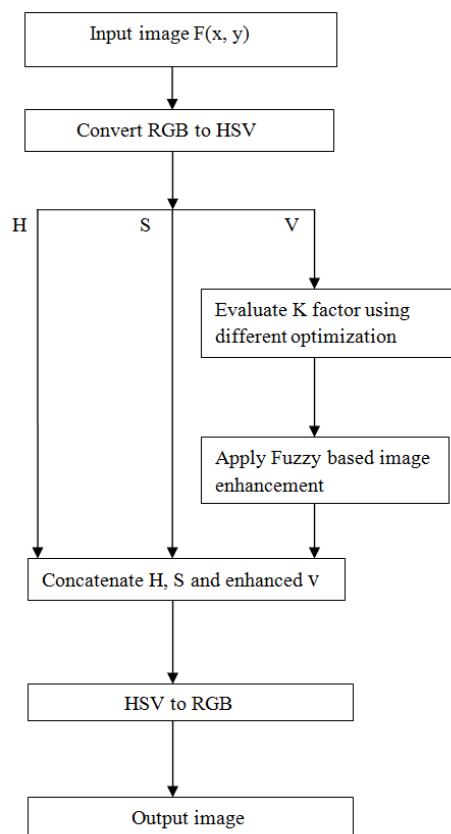 Input image F(x, y)
Convert RGB to HSV
H
S
V
Evaluate K factor using
different optimization
Apply Fuzzy based image
enhancement
Concatenate H, S and enhanced v
HSV to RGB
Output image